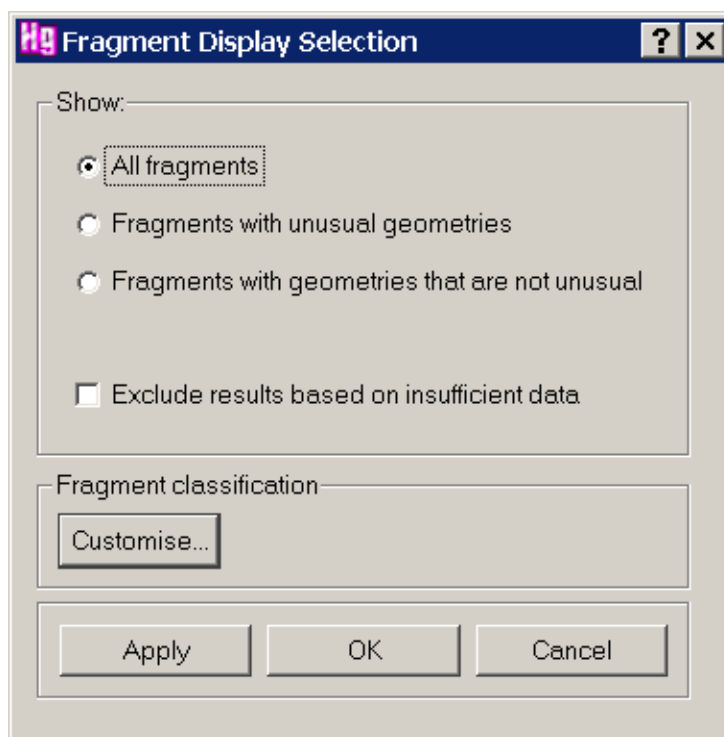 Hg Fragment Display Selection ? ×
Show:
All fragments
Fragments with unusual geometries
Fragments with geometries that are not unusual
Exclude results based on insufficient data
Fragment classification
Customise...
Apply OK Cancel